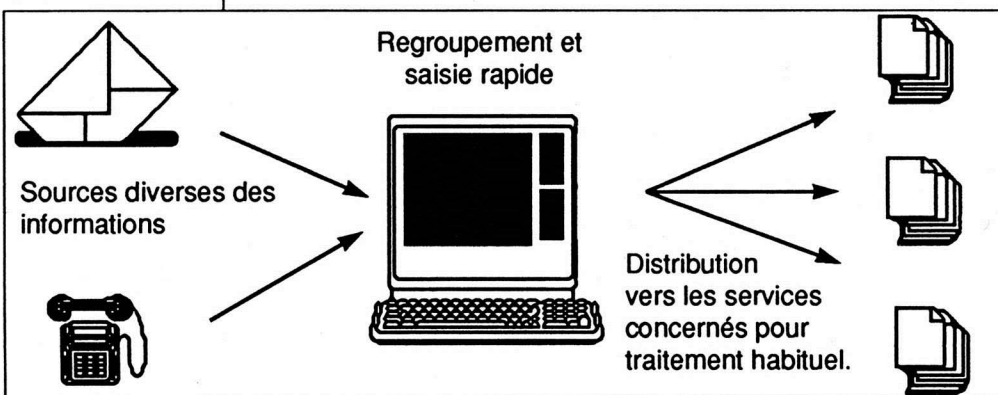 Regroupement et
saisie rapide
Sources diverses des
informations
Distribution
vers les services
concernés pour
traitement habituel.